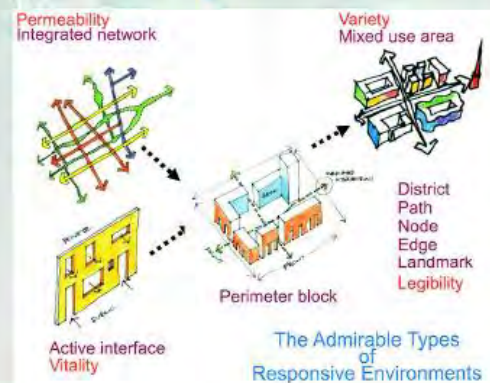 Permeability
Integrated network
Variety
Mixed use area
District
Path
Node
Edge
Landmark
Legibility
Perimeter block
Active interface
Vitality
The Admirable Types
of
Responsive Environments